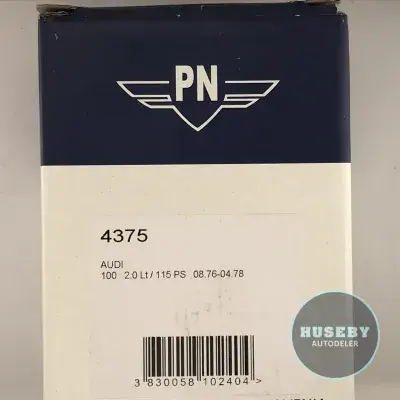 PN
4375
AUDI
100 2.0 Lt / 115 PS 08.76-04.78
HUSEBY
AUTODELER
3 830058 102404 >